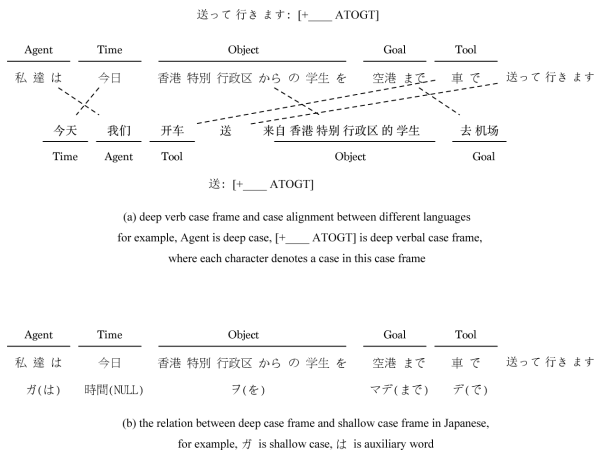 送って 行き ます: [+____ ATOGT]
Agent Time Object Goal Tool
私 達 は 今日 香港 特別 行政区 から の 学生 を 空港 まで 車 で 送って 行き ます
今天 我们 开车 送 来自 香港 特别 行政区 的 学生 去 机场
Time Agent Tool Object Goal
送: [+____ ATOGT]
(a) deep verb case frame and case alignment between different languages
for example, Agent is deep case, [+____ ATOGT] is deep verbal case frame,
where each character denotes a case in this case frame
Agent Time Object Goal Tool
私 達 は 今日 香港 特別 行政区 から の 学生 を 空港 まで 車 で 送って 行き ます
ガ(は) 時間(NULL) ヲ(を) マデ(まで) デ(で)
(b) the relation between deep case frame and shallow case frame in Japanese,
for example, ガ is shallow case, は is auxiliary word